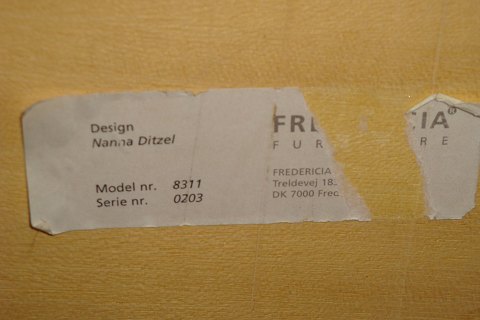 Design
Nanna Ditzel
Model nr. 8311
Serie nr. 0203
FRE CIA®
FUR RE
FREDERICIA
Treldevej 18
DK 7000 Fred